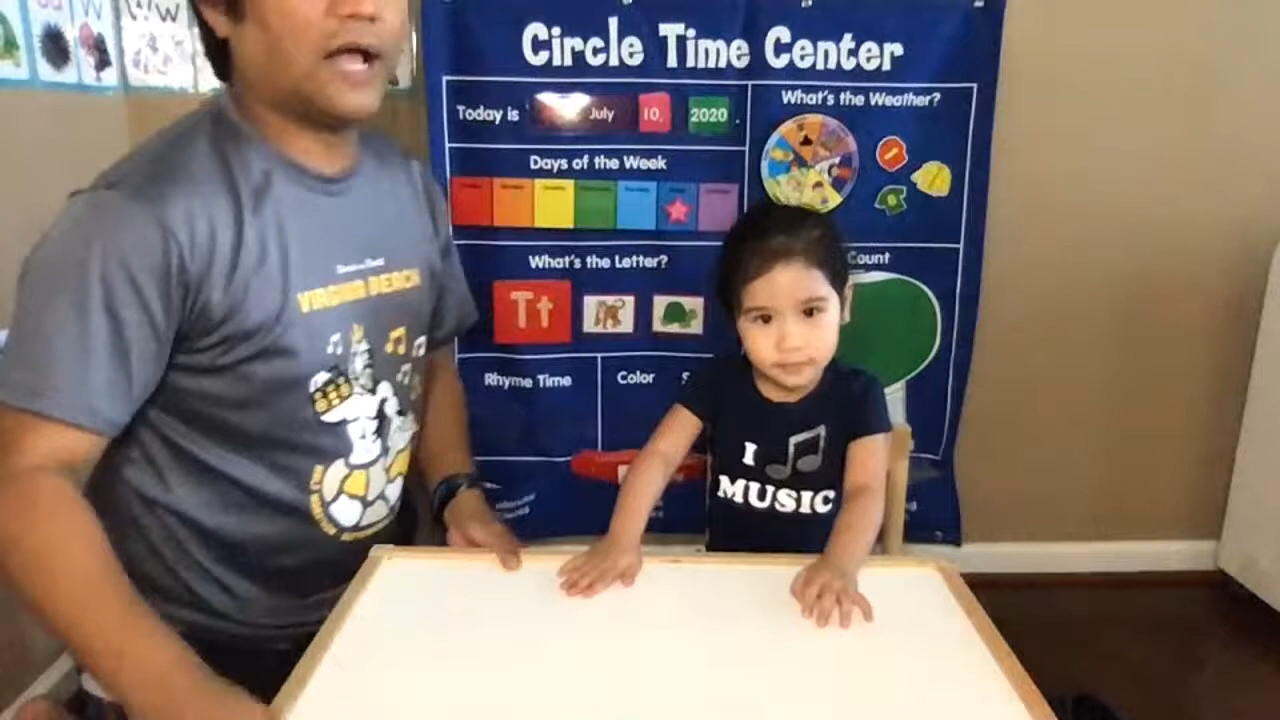 Ww
Circle Time Center
Today is July 10, 2020.
What's the Weather?
Days of the Week
What's the Letter?
Count
Tt
Rhyme Time
Color
VIRGINIA BEACH
I
MUSIC